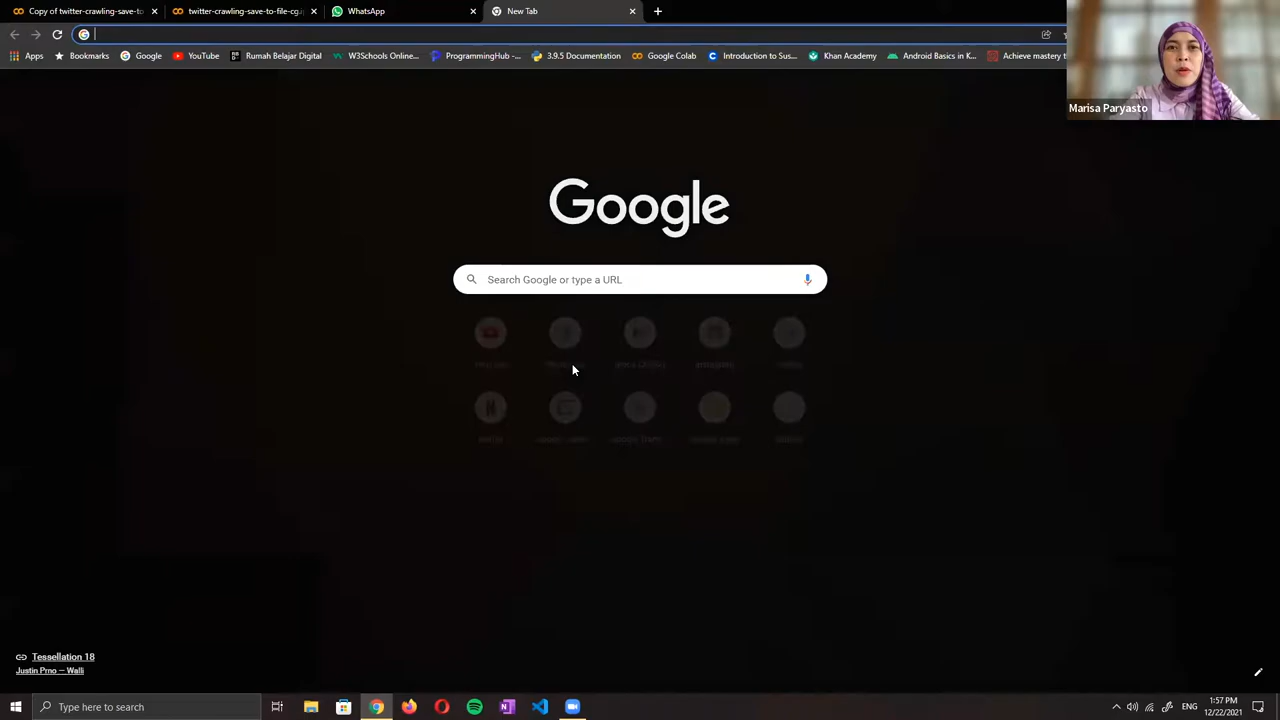 Copy of twitter-crawling-save-to-
twitter-crawling-save-to-file-cg.ip
WhatsApp
New Tab
Apps
Bookmarks
Google
YouTube
Rumah Belajar Digital
W3Schools Online...
ProgrammingHub -...
3.9.5 Documentation
Google Colab
Introduction to Sus...
Khan Academy
Android Basics in K...
Achieve mastery t
Marisa Paryasto
Google
Search Google or type a URL
Tessellation 18
Justin Prno — Walli
Type here to search
ENG
1:57 PM
12/22/2021